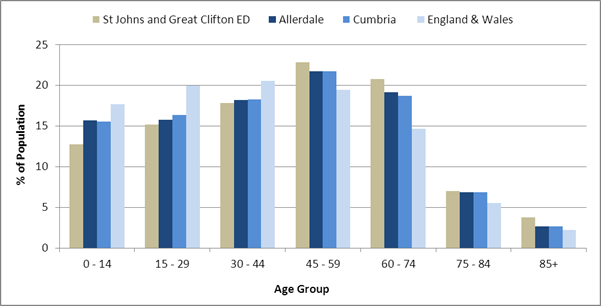 St Johns and Great Clifton ED Allerdale Cumbria England & Wales
25
20
15
10
5
0
% of Population
0 - 14 15 - 29 30 - 44 45 - 59 60 - 74 75 - 84 85+
Age Group